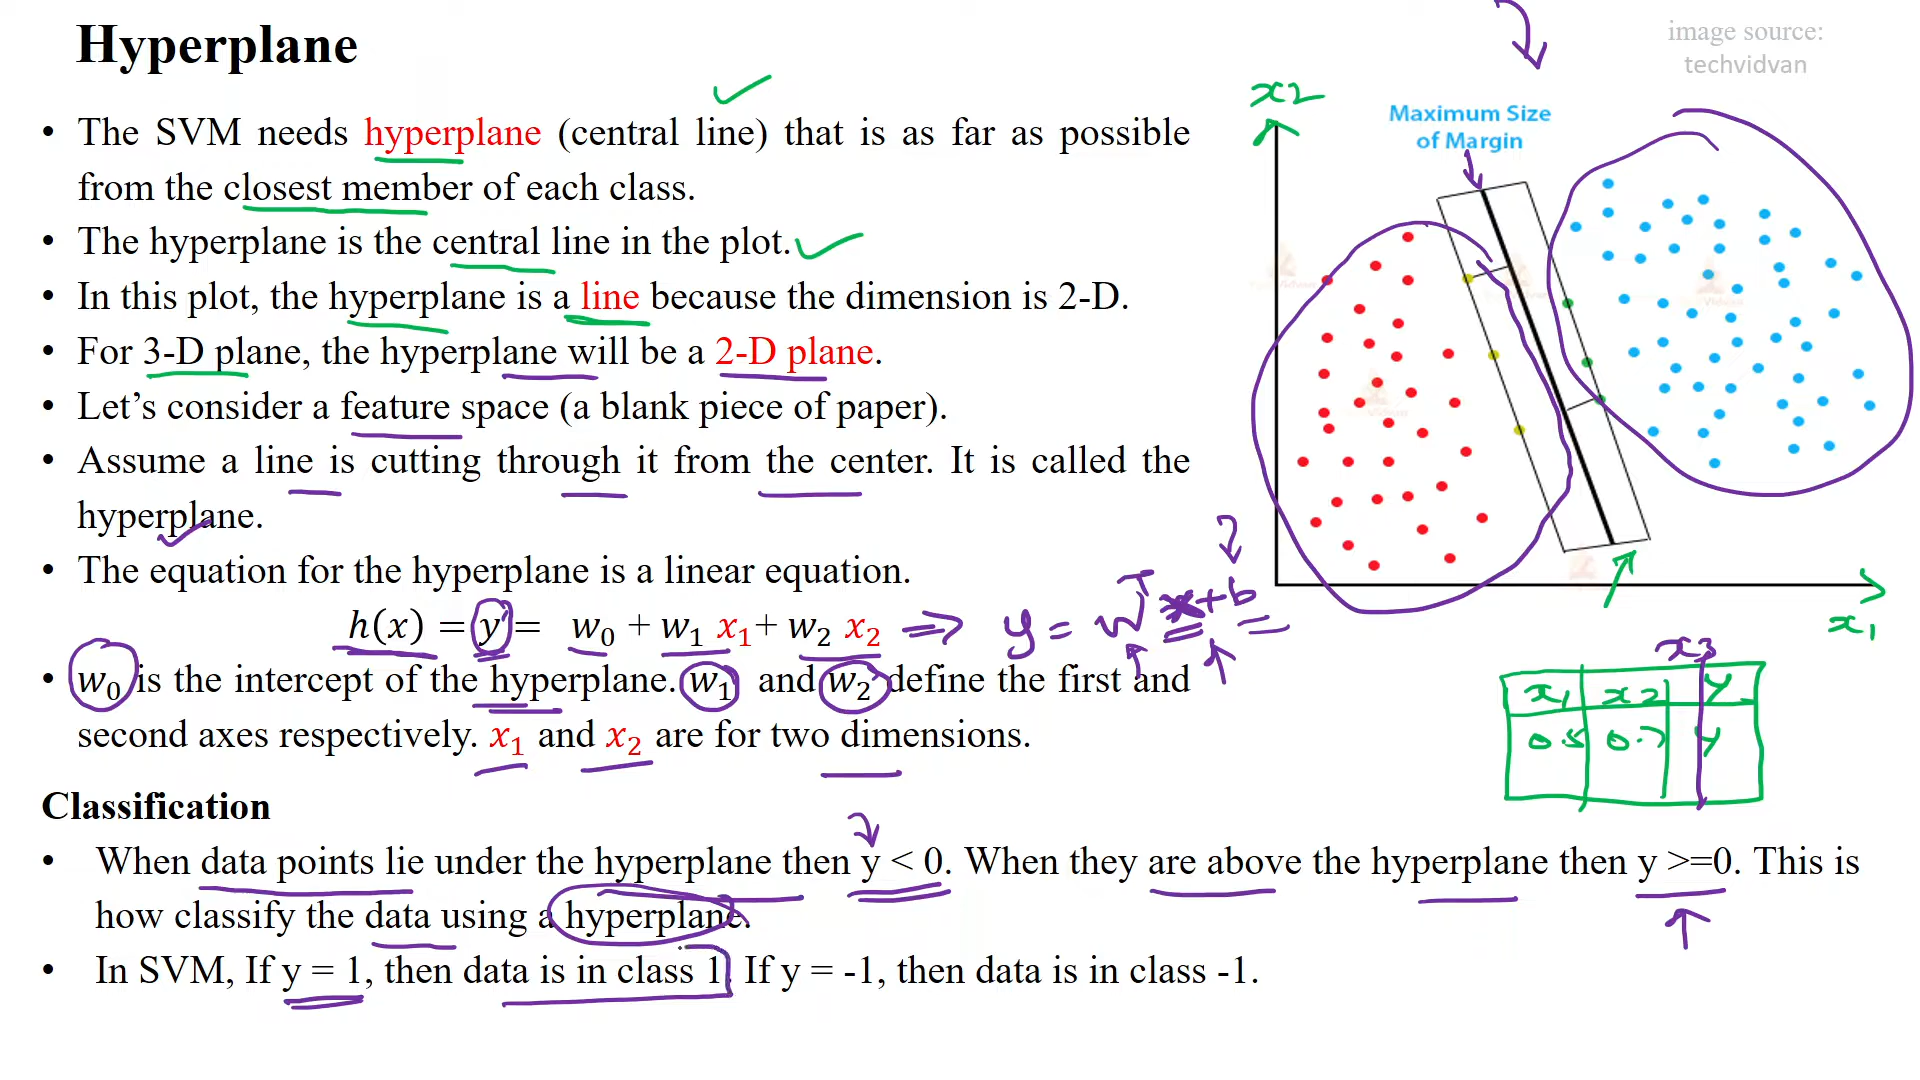 Hyperplane
image source:
techvidvan
• The SVM needs hyperplane (central line) that is as far as possible
from the closest member of each class.
• The hyperplane is the central line in the plot.
• In this plot, the hyperplane is a line because the dimension is 2-D.
• For 3-D plane, the hyperplane will be a 2-D plane.
• Let's consider a feature space (a blank piece of paper).
• Assume a line is cutting through it from the center. It is called the
hyperplane.
• The equation for the hyperplane is a linear equation.
h(x) = y = w₀ + w₁ x₁+ w₂ x₂ ⇒ y = wᵀx+b
• w₀ is the intercept of the hyperplane. w₁ and w₂ define the first and
second axes respectively. x₁ and x₂ are for two dimensions.
x2
Maximum Size
of Margin
x₁
x3
x₁ x2 y
0.5 0.7 y
Classification
• When data points lie under the hyperplane then y < 0. When they are above the hyperplane then y >=0. This is
how classify the data using a hyperplane.
• In SVM, If y = 1, then data is in class 1. If y = -1, then data is in class -1.